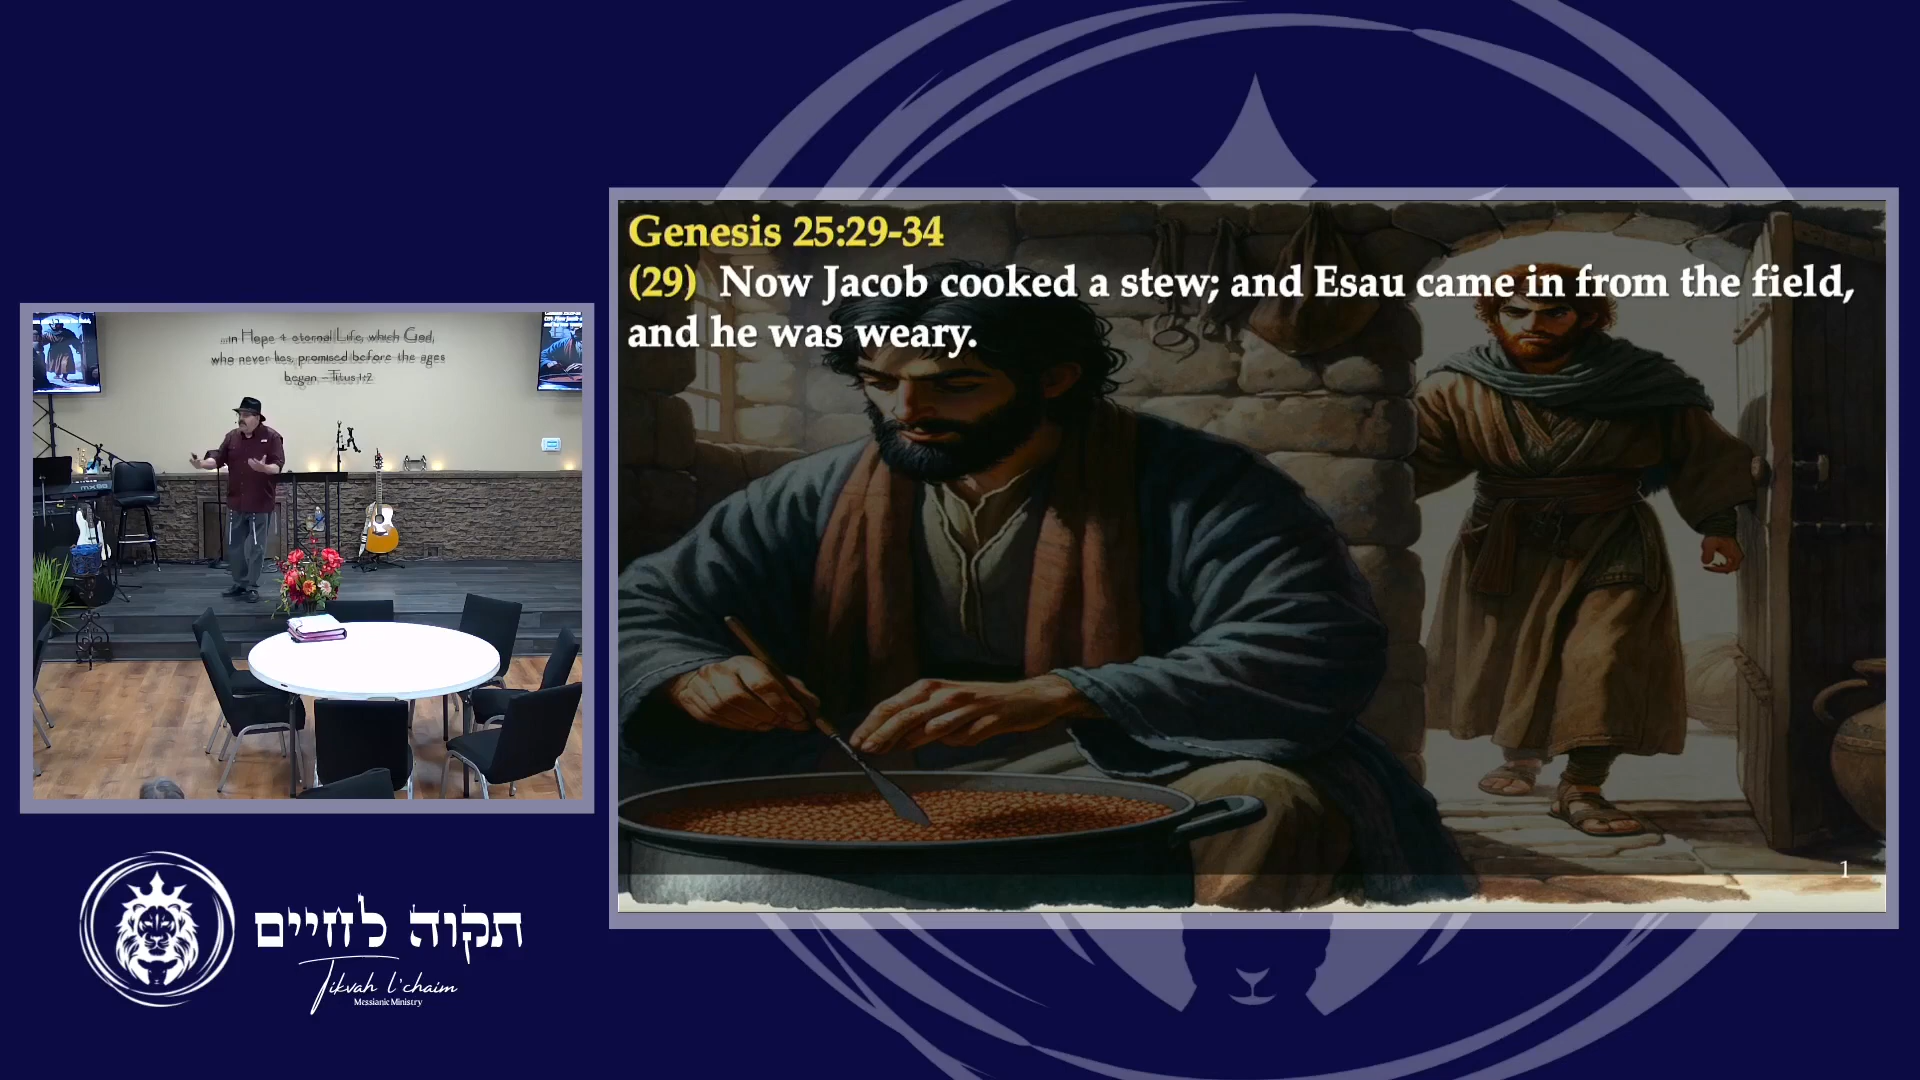 Genesis 25:29-34
(29) Now Jacob cooked a stew; and Esau came in from the field,
and he was weary.
1
...in Hope & eternal Life, which God,
who never lies, promised before the ages
began –Titus 1:2
תקוה לחיים
Tikvah l'chaim
Messianic Ministry